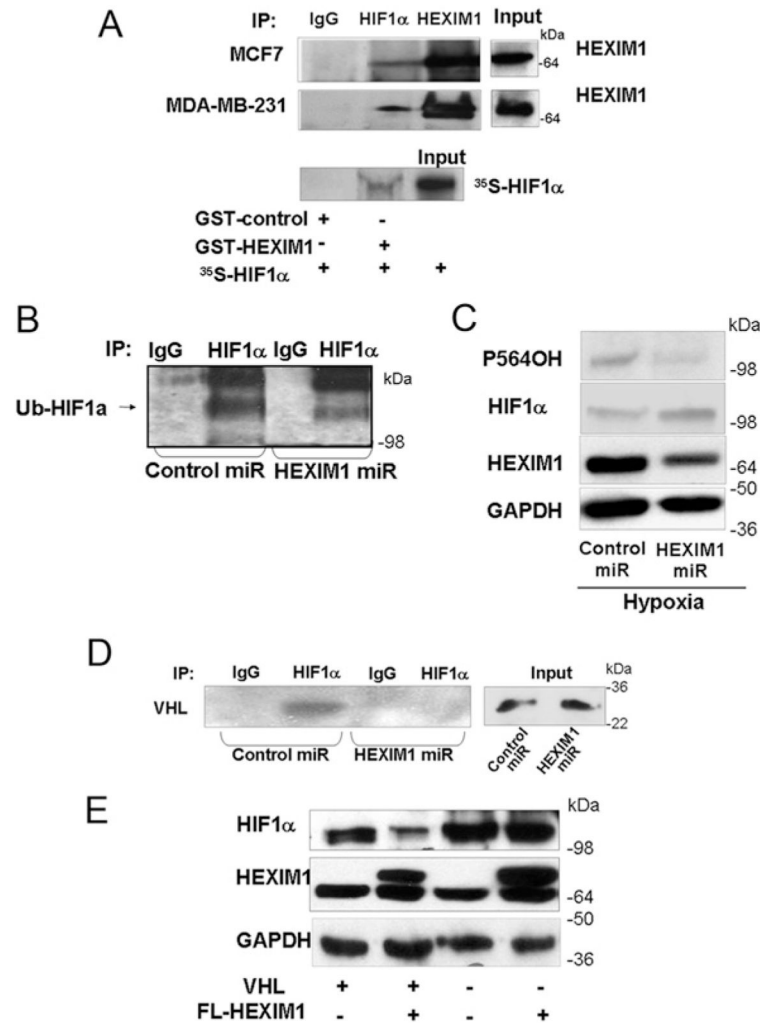 A
IP: IgG HIF1α HEXIM1 Input
kDa
MCF7 -64 HEXIM1
MDA-MB-231 -64 HEXIM1
Input
³⁵S-HIF1α
GST-control + -
GST-HEXIM1 - +
³⁵S-HIF1α + + +
B
IP: IgG HIF1α IgG HIF1α
kDa
Ub-HIF1a →
-98
Control miR HEXIM1 miR
C
kDa
P564OH -98
HIF1α -98
HEXIM1 -64
-50
GAPDH
-36
Control miR HEXIM1 miR
Hypoxia
D
IP: IgG HIF1α IgG HIF1α Input
kDa
-36
VHL
-22
Control miR HEXIM1 miR Control miR HEXIM1 miR
E
kDa
HIF1α
-98
HEXIM1
-64
-50
GAPDH
-36
VHL + + - -
FL-HEXIM1 - + - +